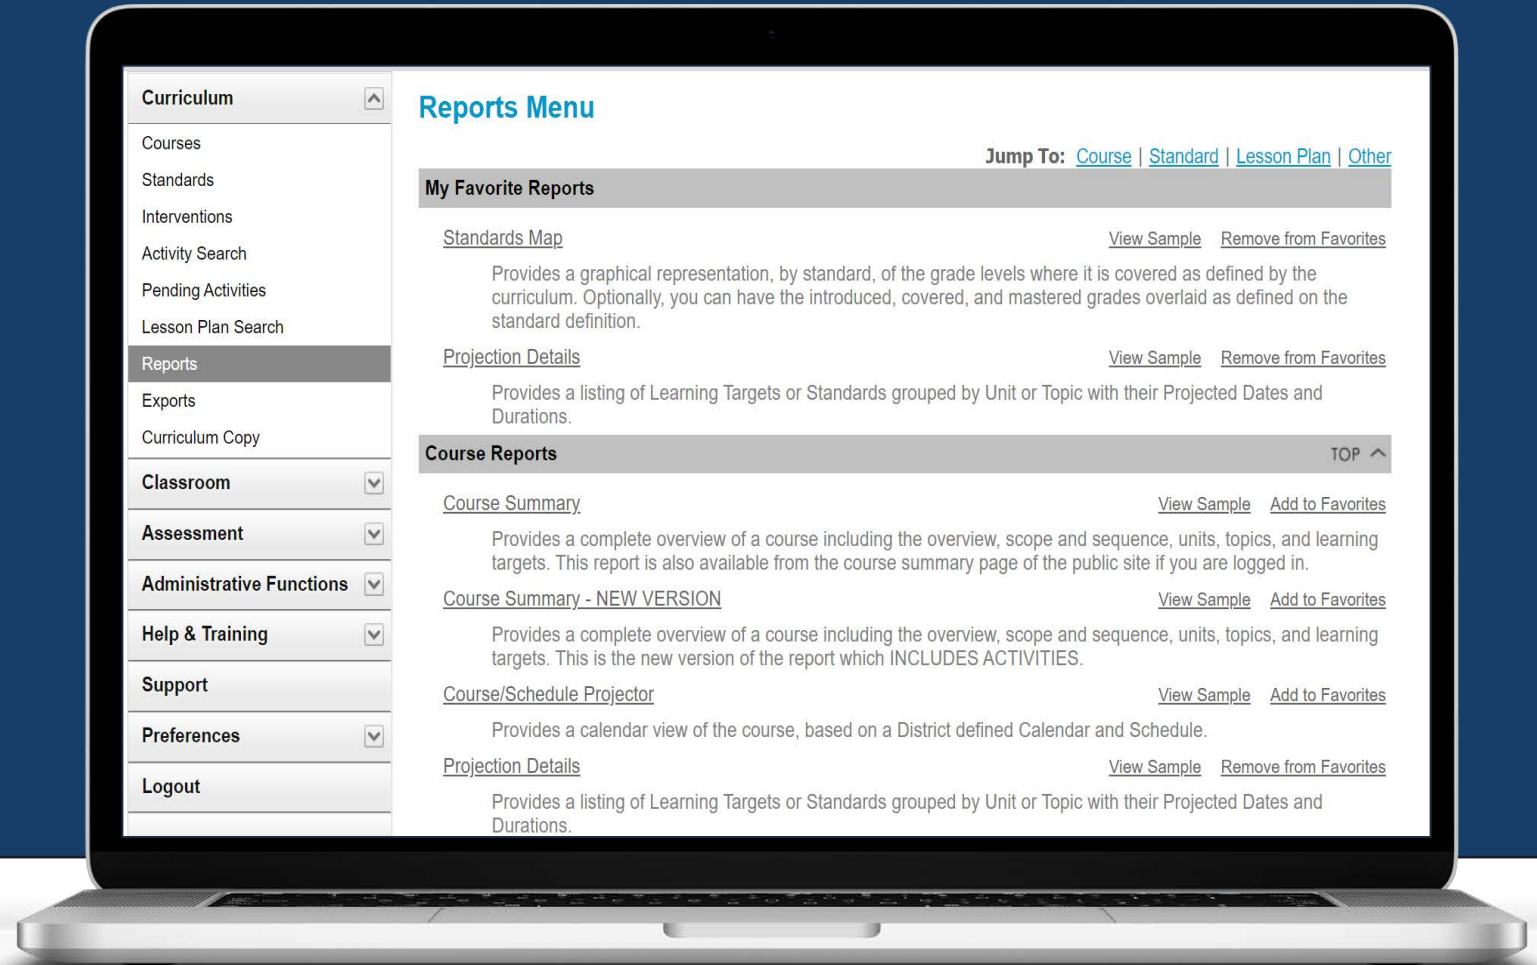 Curriculum
Courses
Standards
Interventions
Activity Search
Pending Activities
Lesson Plan Search
Reports
Exports
Curriculum Copy
Classroom
Assessment
Administrative Functions
Help & Training
Support
Preferences
Logout
Reports Menu
Jump To: Course | Standard | Lesson Plan | Other
My Favorite Reports
Standards Map View Sample Remove from Favorites
Provides a graphical representation, by standard, of the grade levels where it is covered as defined by the
curriculum. Optionally, you can have the introduced, covered, and mastered grades overlaid as defined on the
standard definition.
Projection Details View Sample Remove from Favorites
Provides a listing of Learning Targets or Standards grouped by Unit or Topic with their Projected Dates and
Durations.
Course Reports TOP
Course Summary View Sample Add to Favorites
Provides a complete overview of a course including the overview, scope and sequence, units, topics, and learning
targets. This report is also available from the course summary page of the public site if you are logged in.
Course Summary - NEW VERSION View Sample Add to Favorites
Provides a complete overview of a course including the overview, scope and sequence, units, topics, and learning
targets. This is the new version of the report which INCLUDES ACTIVITIES.
Course/Schedule Projector View Sample Add to Favorites
Provides a calendar view of the course, based on a District defined Calendar and Schedule.
Projection Details View Sample Remove from Favorites
Provides a listing of Learning Targets or Standards grouped by Unit or Topic with their Projected Dates and
Durations.